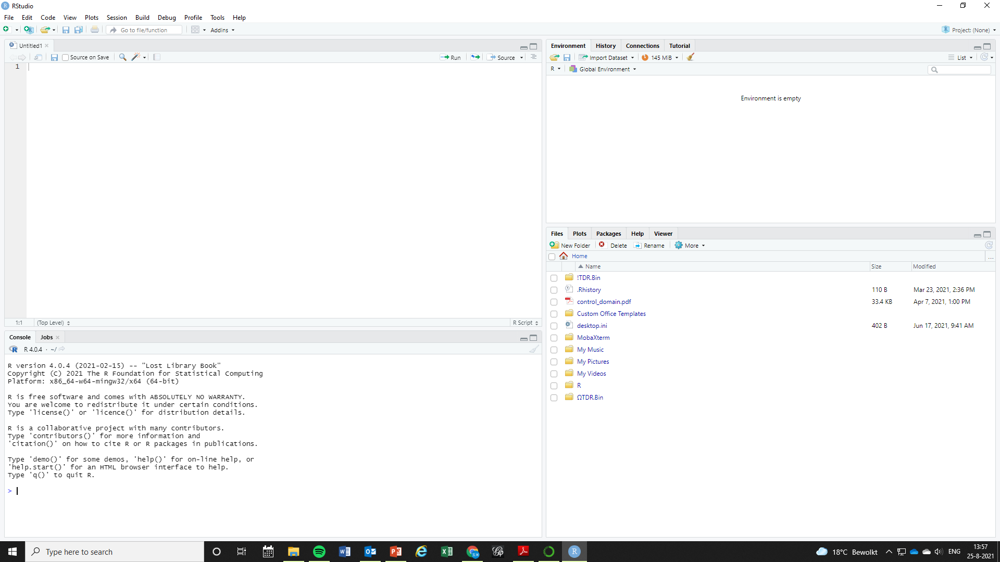 RStudio
File Edit Code View Plots Session Build Debug Profile Tools Help
Go to file/function Addins Project: (None)
Untitled1
Source on Save Run Source
1
1:1 (Top Level) R Script
Console Jobs
R 4.0.4 · ~/
R version 4.0.4 (2021-02-15) -- "Lost Library Book"
Copyright (C) 2021 The R Foundation for Statistical Computing
Platform: x86_64-w64-mingw32/x64 (64-bit)
R is free software and comes with ABSOLUTELY NO WARRANTY.
You are welcome to redistribute it under certain conditions.
Type 'license()' or 'licence()' for distribution details.
R is a collaborative project with many contributors.
Type 'contributors()' for more information and
'citation()' on how to cite R or R packages in publications.
Type 'demo()' for some demos, 'help()' for on-line help, or
'help.start()' for an HTML browser interface to help.
Type 'q()' to quit R.
>
Environment History Connections Tutorial
Import Dataset 145 MiB List
R Global Environment
Environment is empty
Files Plots Packages Help Viewer
New Folder Delete Rename More
Home ...
Name Size Modified
!TDR.Bin
.Rhistory 110 B Mar 23, 2021, 2:36 PM
control_domain.pdf 33.4 KB Apr 7, 2021, 1:00 PM
Custom Office Templates
desktop.ini 402 B Jun 17, 2021, 9:41 AM
MobaXterm
My Music
My Pictures
My Videos
R
ΩTDR.Bin
Type here to search 18°C Bewolkt ENG 13:57
25-8-2021